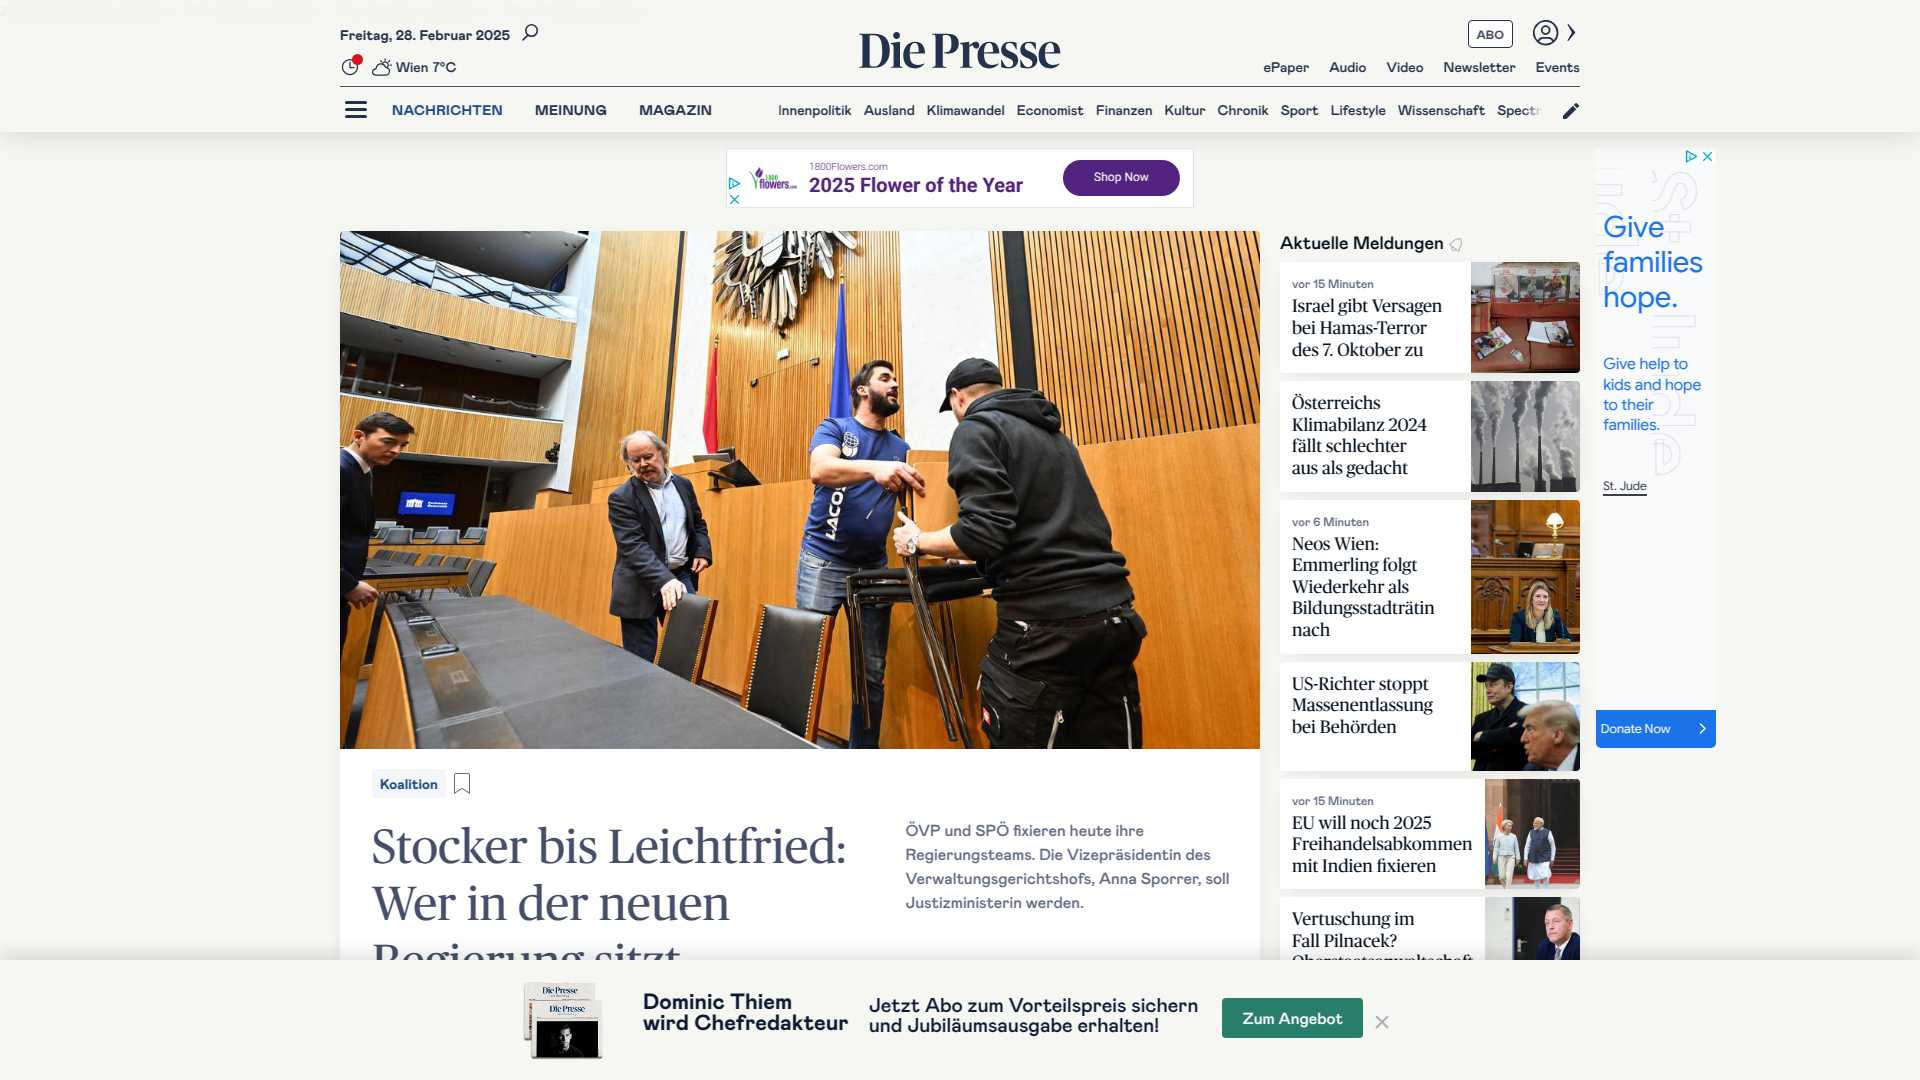 Freitag, 28. Februar 2025
Wien 7°C
Die Presse
ABO
ePaper Audio Video Newsletter Events
NACHRICHTEN MEINUNG MAGAZIN
Innenpolitik Ausland Klimawandel Economist Finanzen Kultur Chronik Sport Lifestyle Wissenschaft Spectr
1800Flowers.com
2025 Flower of the Year
Shop Now
LACOS
Koalition
Stocker bis Leichtfried:
Wer in der neuen
Regierung sitzt
ÖVP und SPÖ fixieren heute ihre
Regierungsteams. Die Vizepräsidentin des
Verwaltungsgerichtshofs, Anna Sporrer, soll
Justizministerin werden.
Aktuelle Meldungen
vor 15 Minuten
Israel gibt Versagen
bei Hamas-Terror
des 7. Oktober zu
Österreichs
Klimabilanz 2024
fällt schlechter
aus als gedacht
vor 6 Minuten
Neos Wien:
Emmerling folgt
Wiederkehr als
Bildungsstadträtin
nach
US-Richter stoppt
Massenentlassung
bei Behörden
vor 15 Minuten
EU will noch 2025
Freihandelsabkommen
mit Indien fixieren
Vertuschung im
Fall Pilnacek?
Oberstaatsanwaltschaft
Give
families
hope.
Give help to
kids and hope
to their
families.
St. Jude
Donate Now
Die Presse
Die Presse
Dominic Thiem
wird Chefredakteur
Jetzt Abo zum Vorteilspreis sichern
und Jubiläumsausgabe erhalten!
Zum Angebot